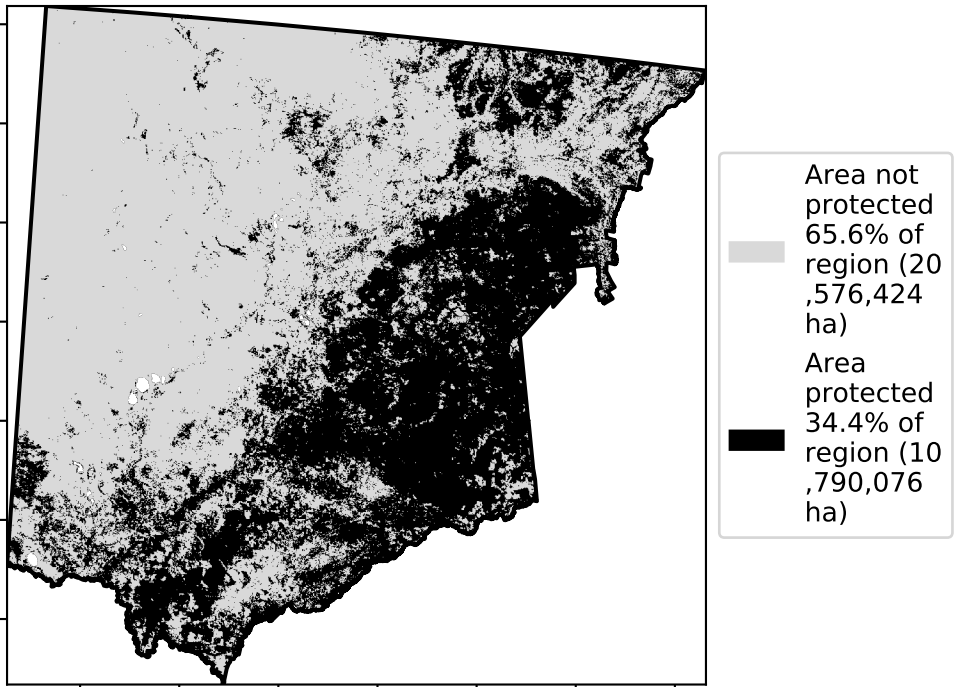 Area not
protected
65.6% of
region (20
,576,424
ha)
Area
protected
34.4% of
region (10
,790,076
ha)